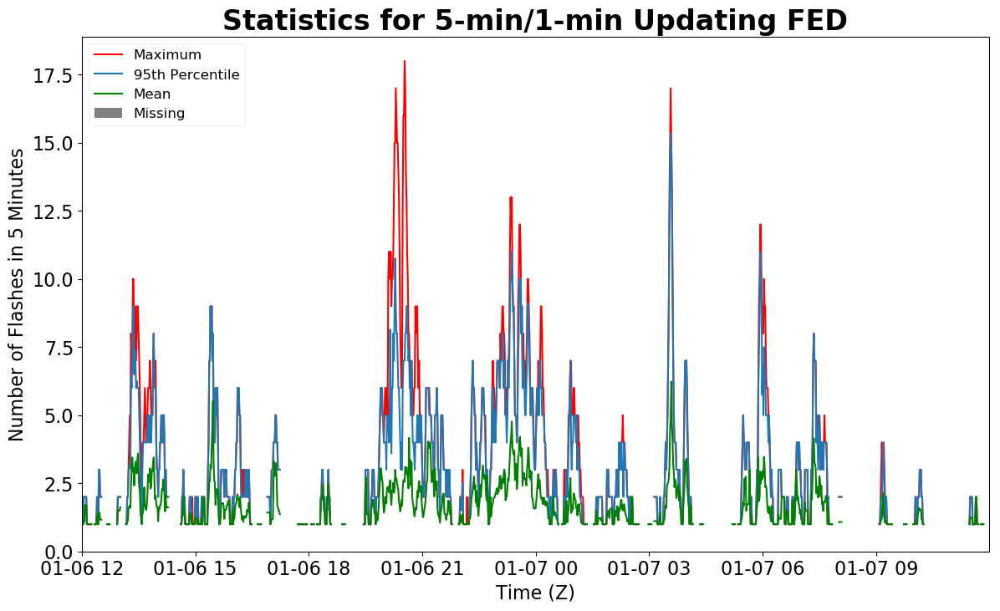 Statistics for 5-min/1-min Updating FED
Maximum
95th Percentile
Mean
Missing
Number of Flashes in 5 Minutes
17.5
15.0
12.5
10.0
7.5
5.0
2.5
0.0
01-06 12 01-06 15 01-06 18 01-06 21 01-07 00 01-07 03 01-07 06 01-07 09
Time (Z)